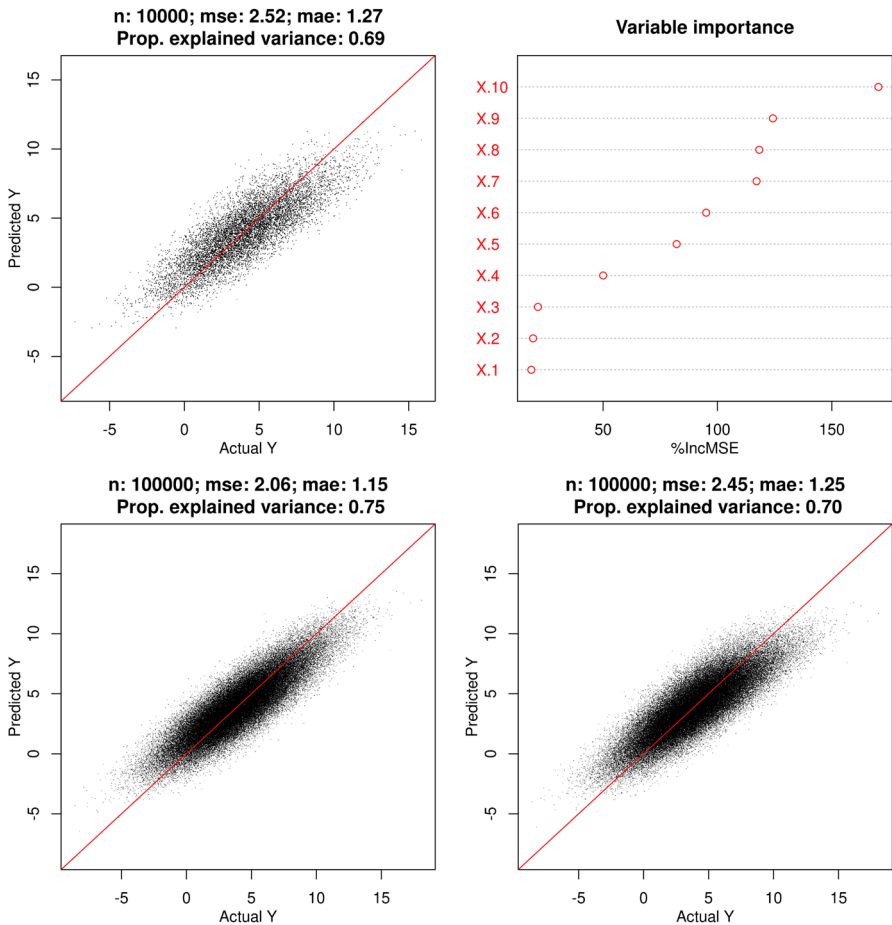 n: 10000; mse: 2.52; mae: 1.27
Prop. explained variance: 0.69
Predicted Y
15
10
5
0
-5
-5 0 5 10 15
Actual Y
Variable importance
X.10
X.9
X.8
X.7
X.6
X.5
X.4
X.3
X.2
X.1
50 100 150
%IncMSE
n: 100000; mse: 2.06; mae: 1.15
Prop. explained variance: 0.75
Predicted Y
15
10
5
0
-5
-5 0 5 10 15
Actual Y
n: 100000; mse: 2.45; mae: 1.25
Prop. explained variance: 0.70
Predicted Y
15
10
5
0
-5
-5 0 5 10 15
Actual Y